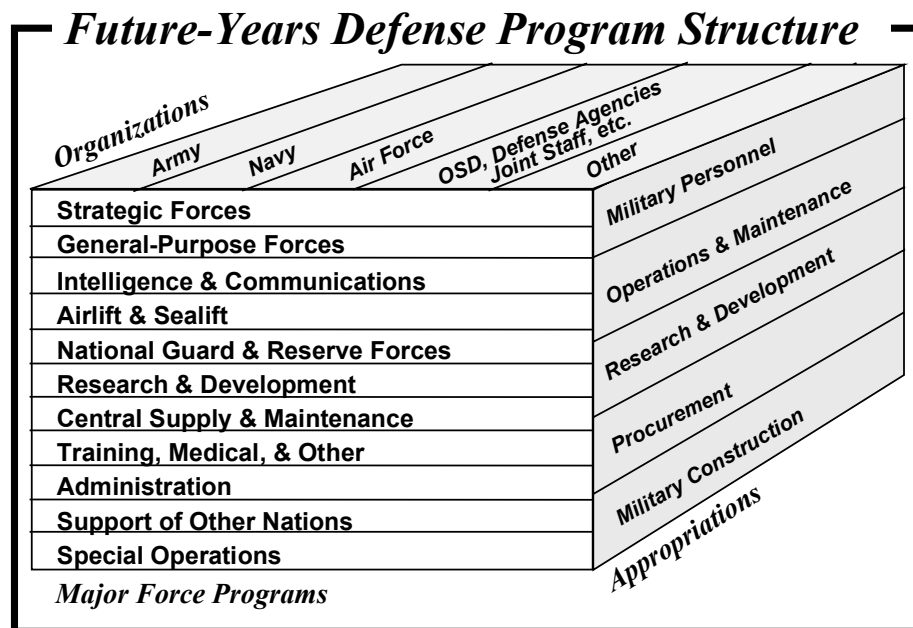 Future-Years Defense Program Structure
Organizations
Army
Navy
Air Force
OSD, Defense Agencies
Joint Staff, etc.
Other
Strategic Forces
General-Purpose Forces
Intelligence & Communications
Airlift & Sealift
National Guard & Reserve Forces
Research & Development
Central Supply & Maintenance
Training, Medical, & Other
Administration
Support of Other Nations
Special Operations
Major Force Programs
Military Personnel
Operations & Maintenance
Research & Development
Procurement
Military Construction
Appropriations